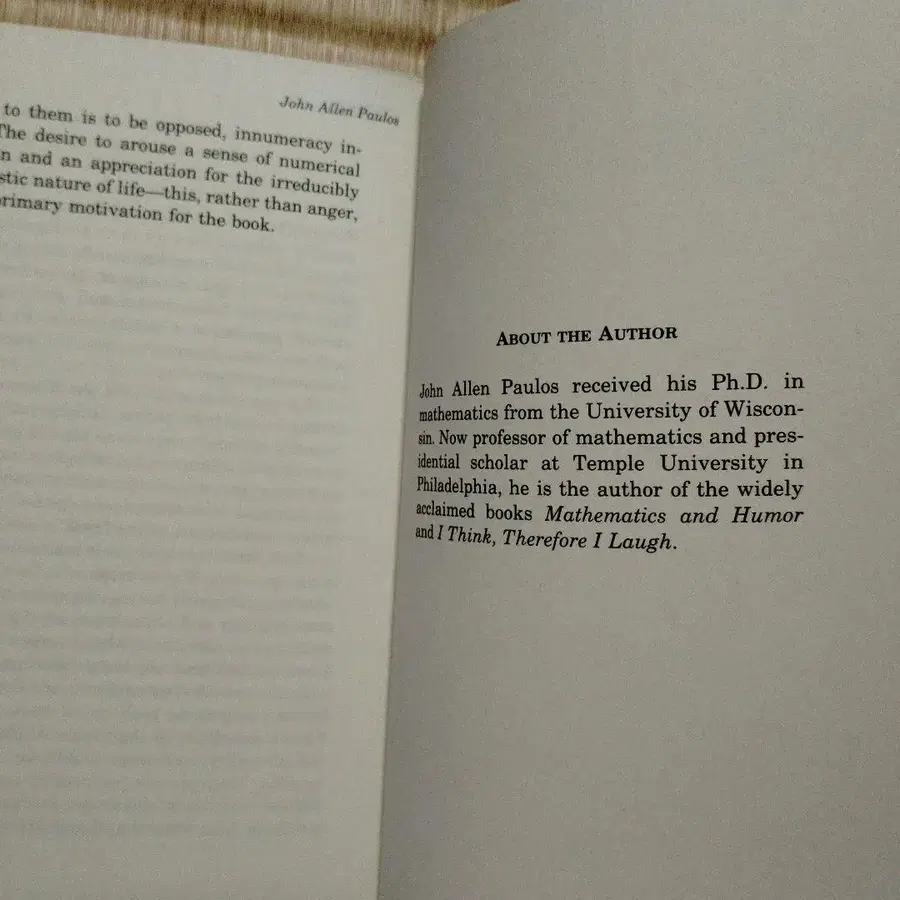 John Allen Paulos
to them is to be opposed, innumeracy in-
The desire to arouse a sense of numerical
n and an appreciation for the irreducibly
stic nature of life—this, rather than anger,
primary motivation for the book.
ABOUT THE AUTHOR
John Allen Paulos received his Ph.D. in
mathematics from the University of Wiscon-
sin. Now professor of mathematics and pres-
idential scholar at Temple University in
Philadelphia, he is the author of the widely
acclaimed books Mathematics and Humor
and I Think, Therefore I Laugh.